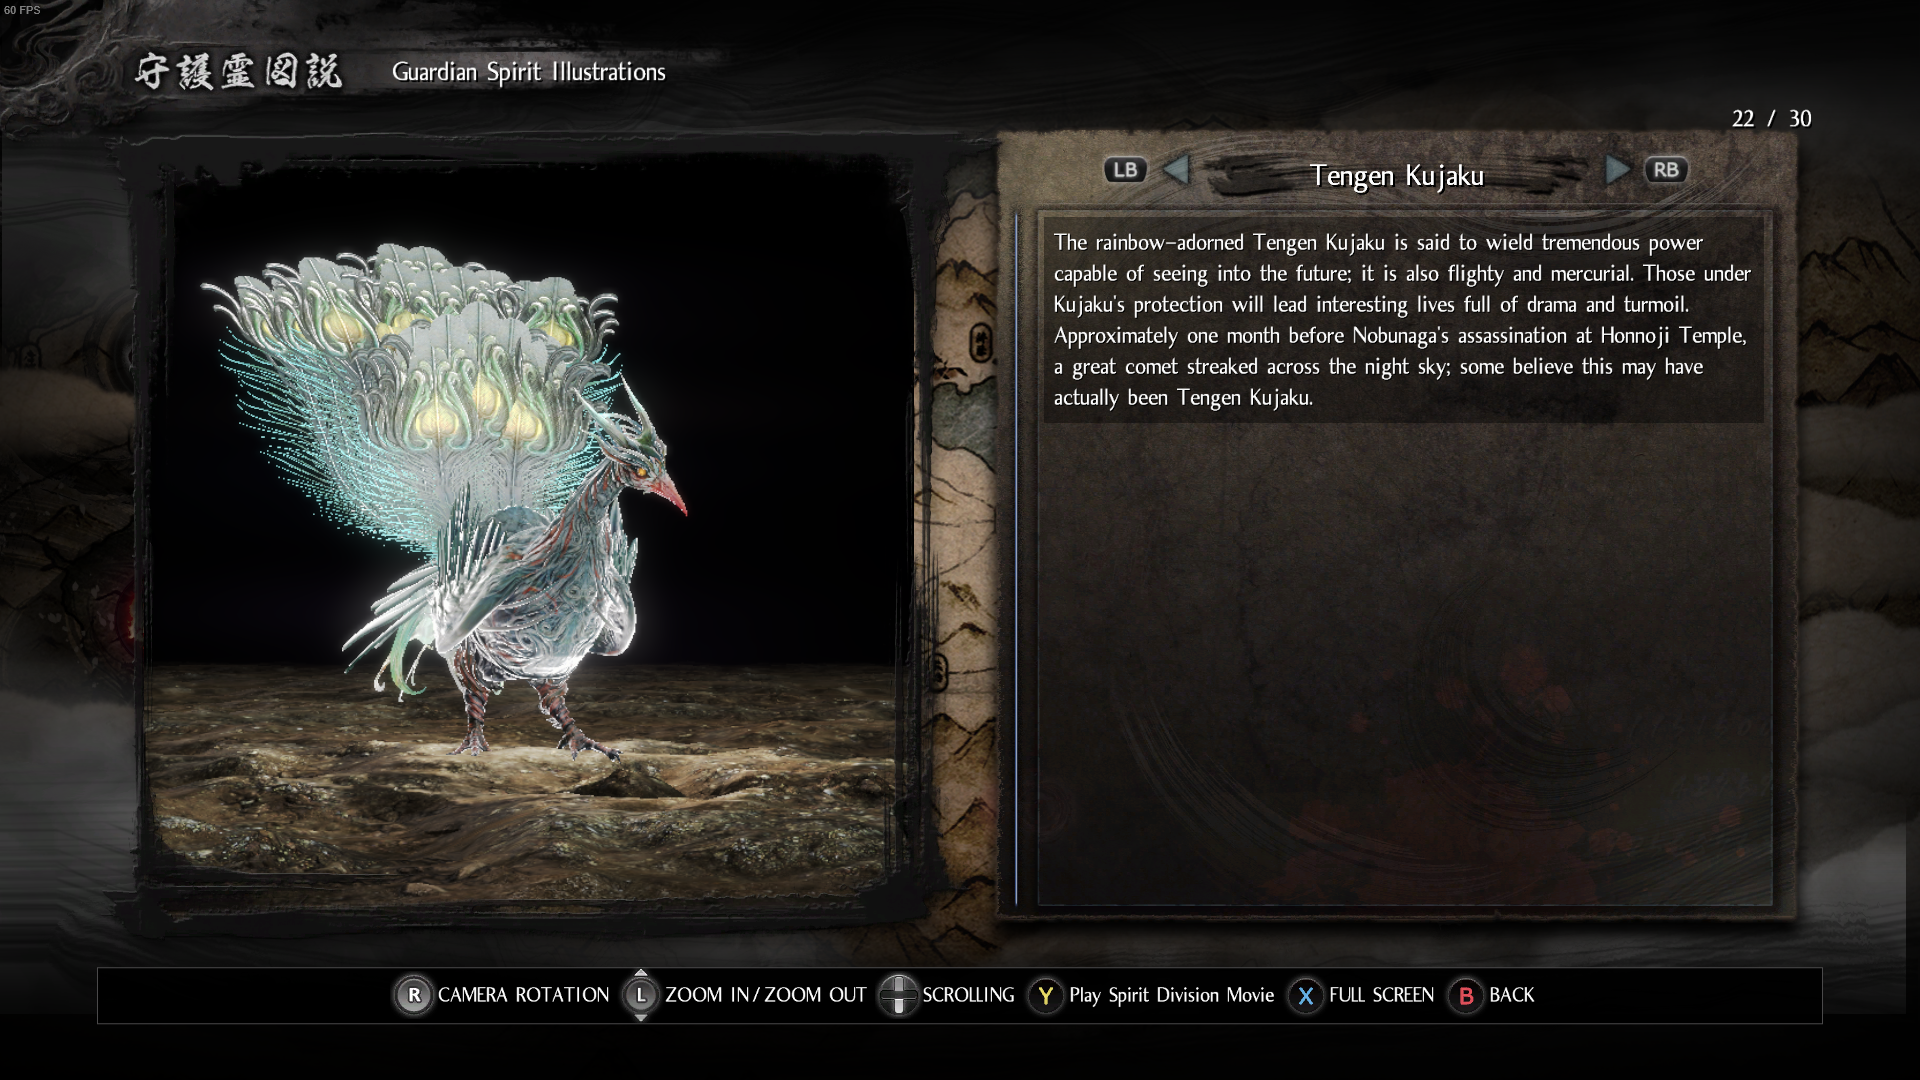 60 FPS
守護霊図説
Guardian Spirit Illustrations
22 / 30
LB
Tengen Kujaku
RB
The rainbow-adorned Tengen Kujaku is said to wield tremendous power
capable of seeing into the future; it is also flighty and mercurial. Those under
Kujaku's protection will lead interesting lives full of drama and turmoil.
Approximately one month before Nobunaga's assassination at Honnoji Temple,
a great comet streaked across the night sky; some believe this may have
actually been Tengen Kujaku.
R CAMERA ROTATION L ZOOM IN / ZOOM OUT SCROLLING Y Play Spirit Division Movie X FULL SCREEN B BACK